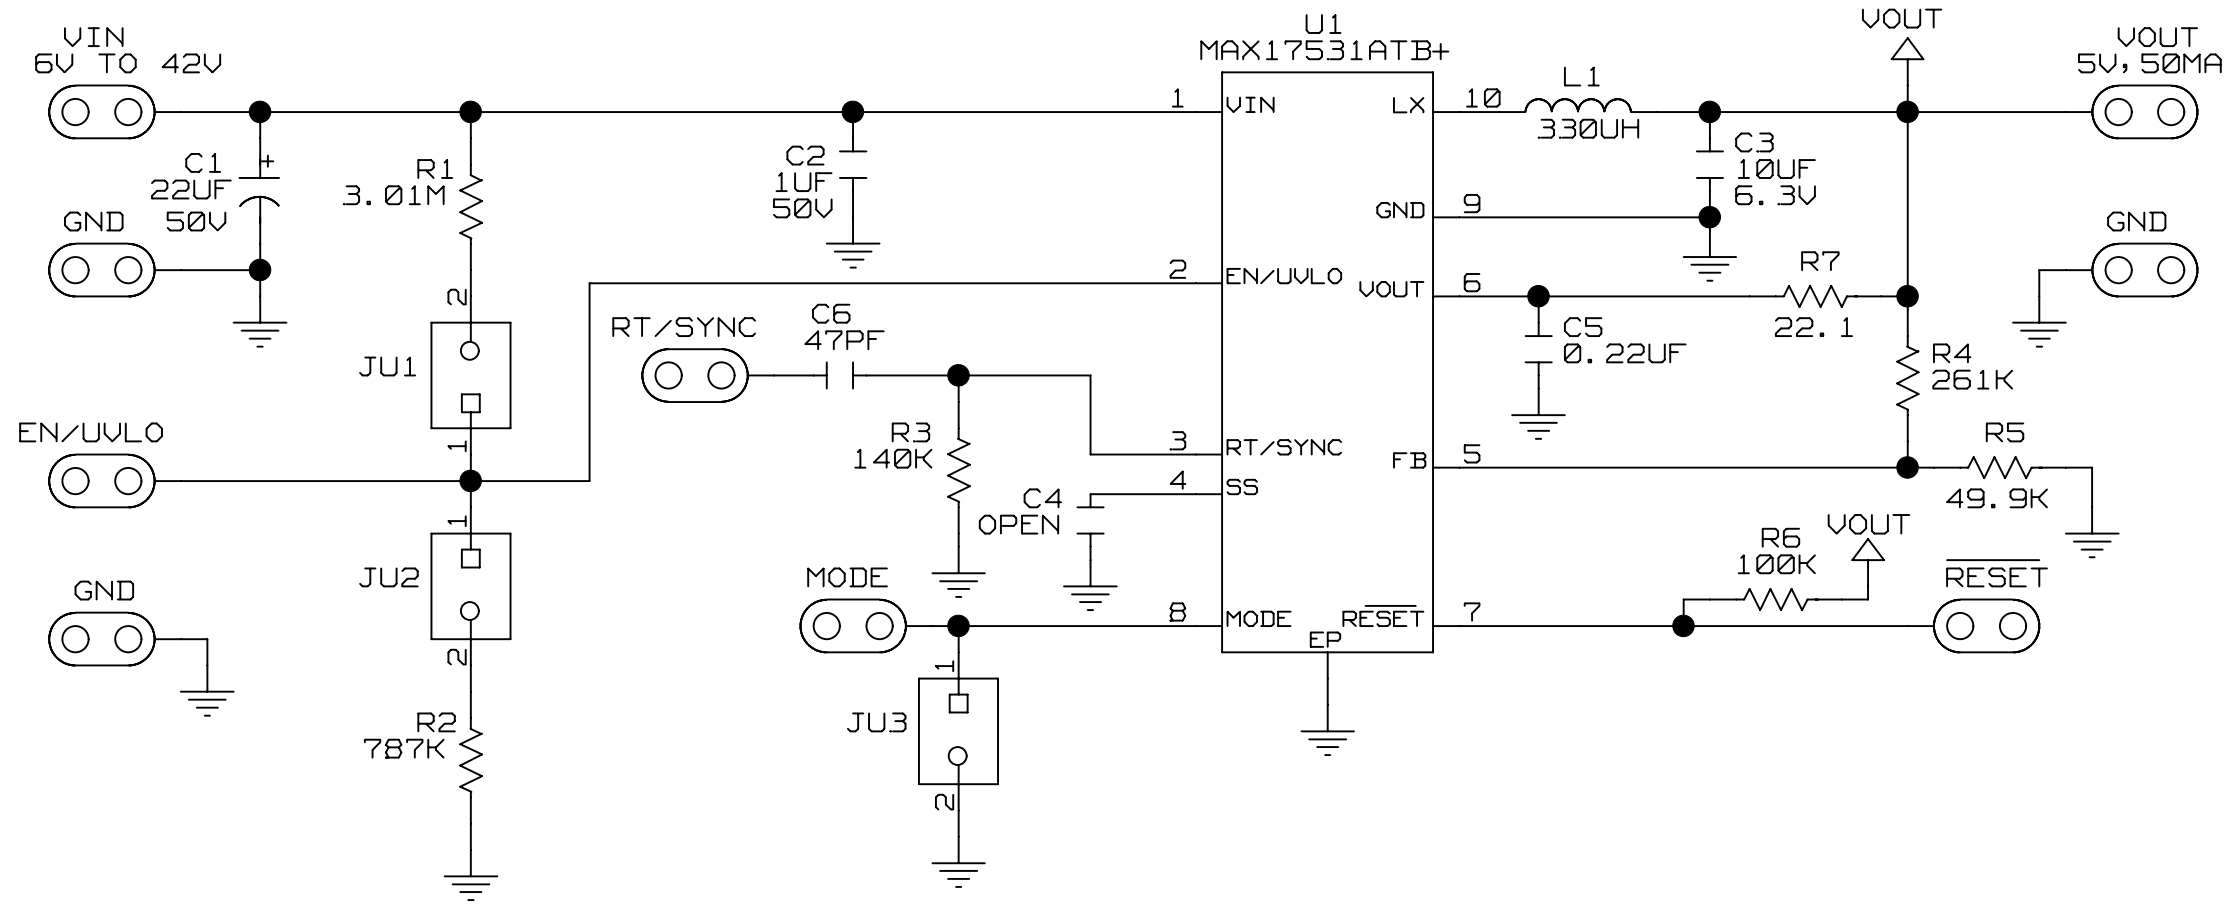 VIN
6V TO 42V
C1
22UF
50V
+
GND
R1
3.01M
2
JU1
1
EN/UVLO
1
JU2
2
GND
R2
787K
C2
1UF
50V
RT/SYNC
C6
47PF
R3
140K
C4
OPEN
MODE
1
JU3
2
U1
MAX17531ATB+
1
VIN
2
EN/UVLO
3
RT/SYNC
4
SS
8
MODE
EP
LX
10
GND
9
VOUT
6
FB
5
RESET
7
L1
330UH
C3
10UF
6.3V
VOUT
VOUT
5V,50MA
GND
C5
0.22UF
R7
22.1
R4
261K
R5
49.9K
R6
100K
VOUT
RESET